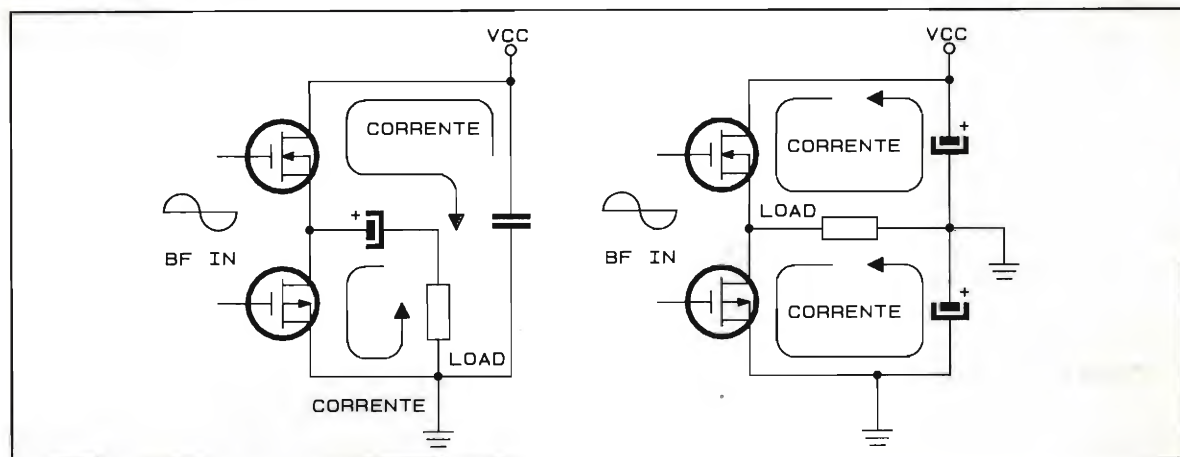 VCC
CORRENTE
+
BF IN
LOAD
CORRENTE
VCC
+
CORRENTE
LOAD
BF IN
CORRENTE
+